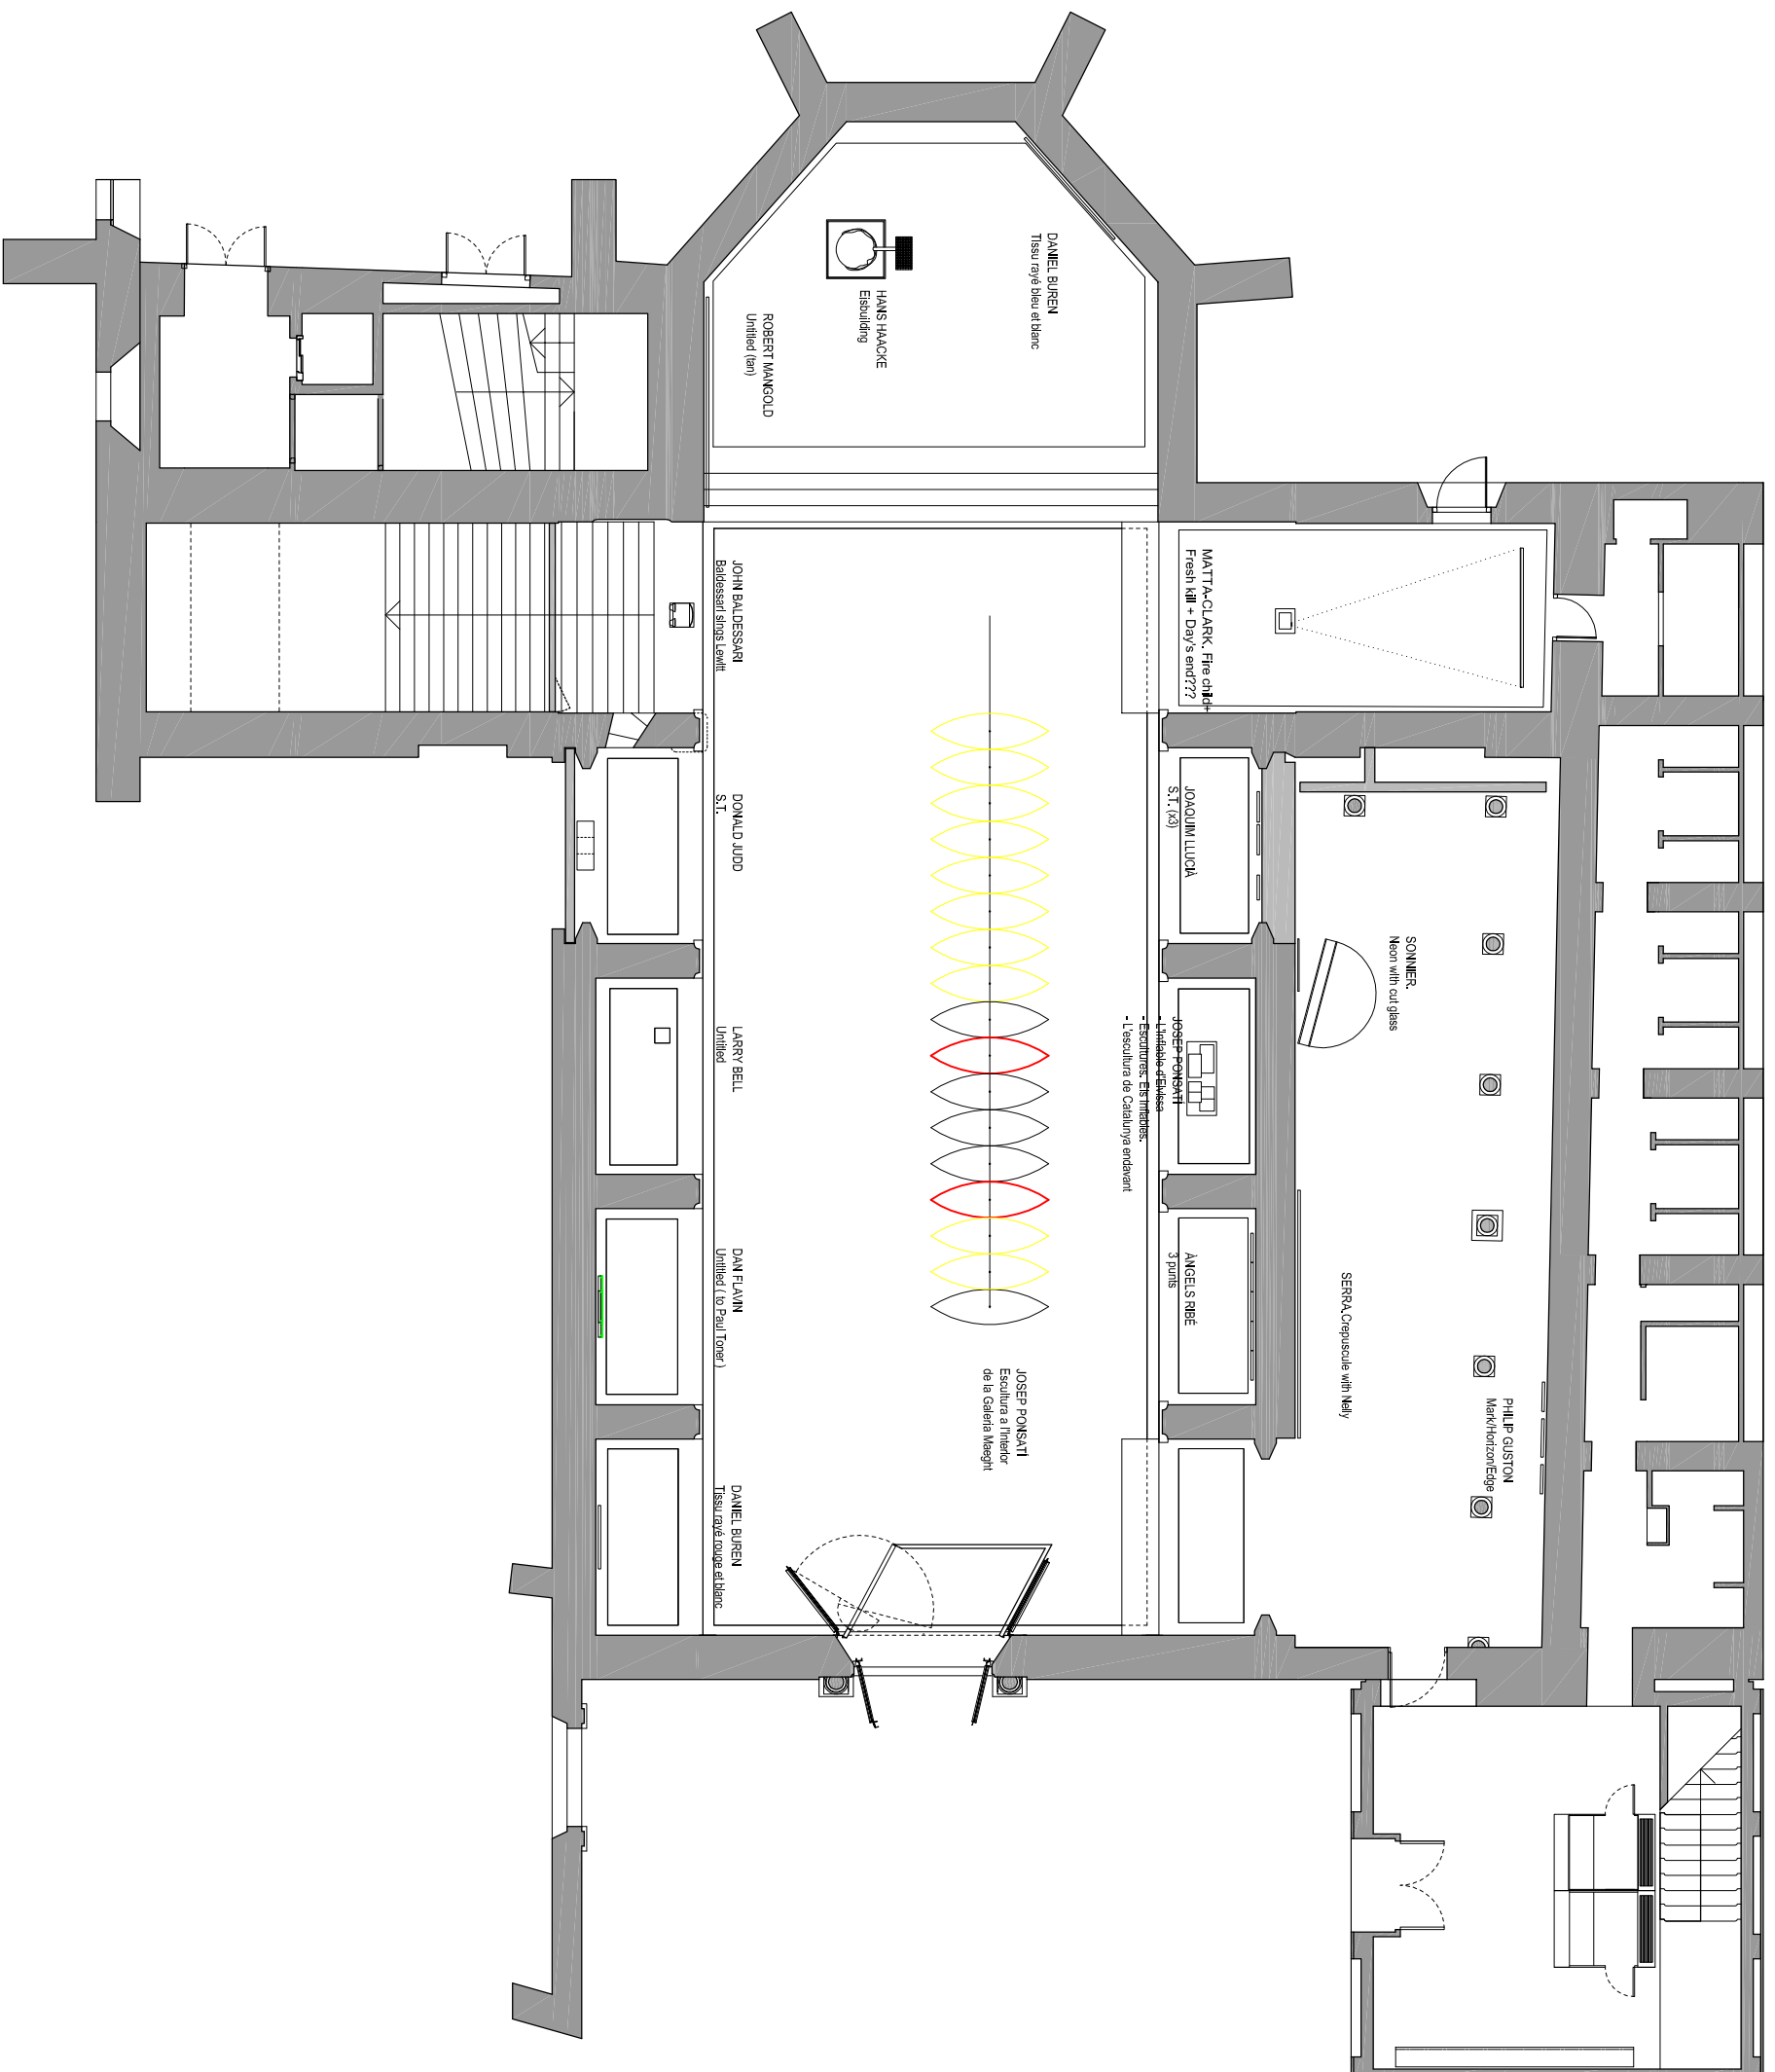 DANIEL BUREN
Tissu rayé bleu et blanc
HANS HAACKE
Eisbuilding
ROBERT MANGOLD
Untitled (tan)
MATTA-CLARK. Fire child+
Fresh kill + Day's end???
JOHN BALDESSARI
Baldessari sings Lewitt
JOAQUIM LLUCIÀ
S.T. (x3)
DONALD JUDD
S.T.
SONNIER.
Neon with cut glass
JOSEP PONSATÍ
- L'Inflable d'Eivissa
- Escultures. Els Inflables.
- L'escultura de Catalunya endavant
LARRY BELL
Untitled
ÀNGELS RIBÉ
3 punts
DAN FLAVIN
Untitled ( to Paul Toner )
SERRA.Crepuscule with Nelly
PHILIP GUSTON
Mark/Horizon/Edge
JOSEP PONSATÍ
Escultura a l'Interior
de la Galeria Maeght
DANIEL BUREN
Tissu rayé rouge et blanc